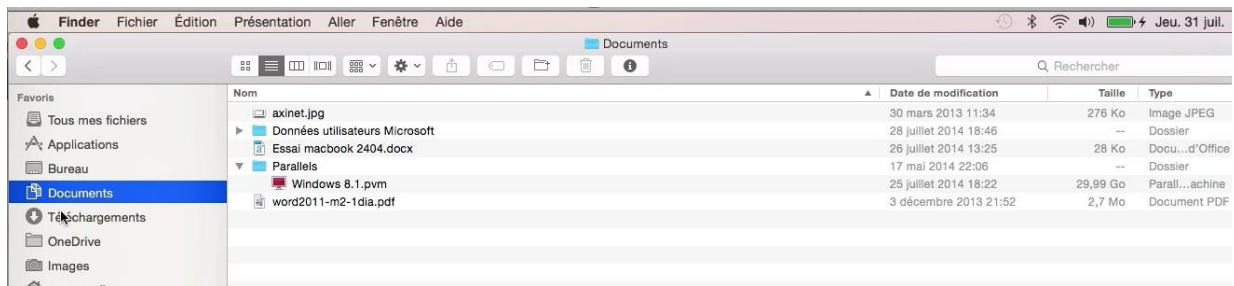 Finder Fichier Édition Présentation Aller Fenêtre Aide Jeu. 31 juil.
Documents
Rechercher
Favoris
Tous mes fichiers
Applications
Bureau
Documents
Téléchargements
OneDrive
Images
Nom Date de modification Taille Type
axinet.jpg 30 mars 2013 11:34 276 Ko Image JPEG
Données utilisateurs Microsoft 28 juillet 2014 18:46 -- Dossier
Essai macbook 2404.docx 26 juillet 2014 13:25 28 Ko Docu...d'Office
Parallels 17 mai 2014 22:06 -- Dossier
Windows 8.1.pvm 25 juillet 2014 18:22 29,99 Go Parall...achine
word2011-m2-1dia.pdf 3 décembre 2013 21:52 2,7 Mo Document PDF